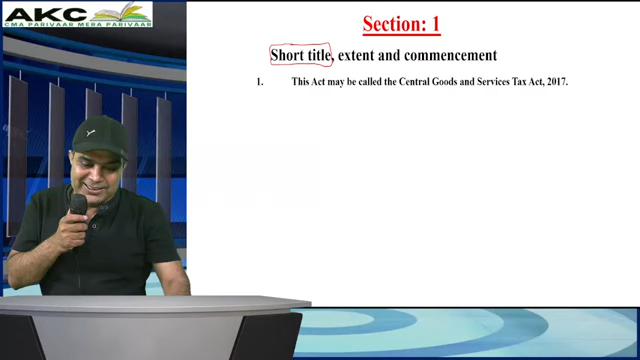 AKC
CMA PARIVAAR MERA PARIVAAR
Section: 1
Short title, extent and commencement
1. This Act may be called the Central Goods and Services Tax Act, 2017.